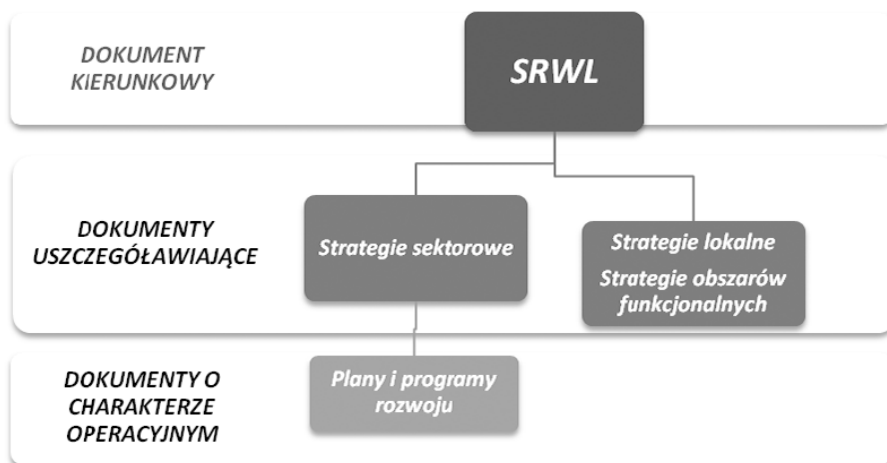 DOKUMENT
KIERUNKOWY
SRWL
DOKUMENTY
USZCZEGÓŁAWIAJĄCE
Strategie sektorowe
Strategie lokalne
Strategie obszarów
funkcjonalnych
DOKUMENTY O
CHARAKTERZE
OPERACYJNYM
Plany i programy
rozwoju